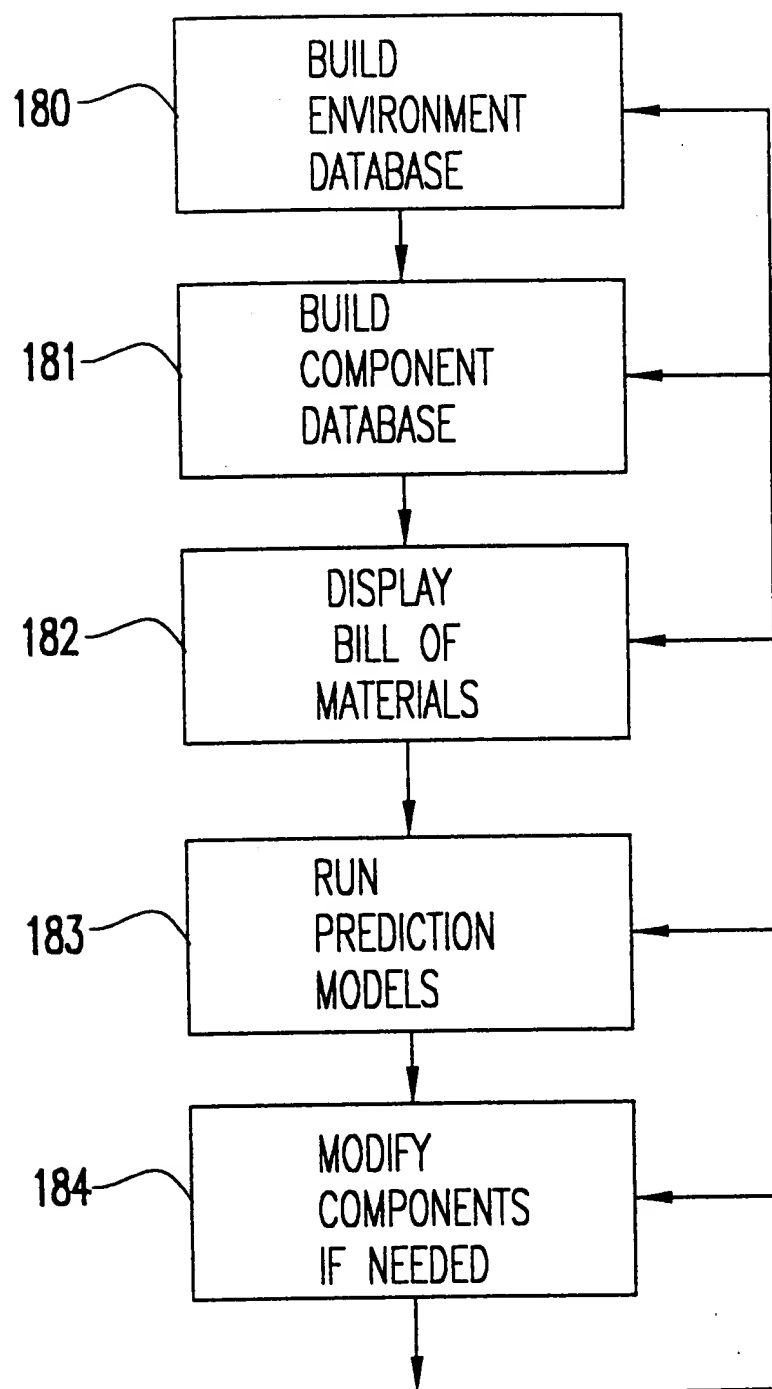 180
BUILD
ENVIRONMENT
DATABASE
181
BUILD
COMPONENT
DATABASE
182
DISPLAY
BILL OF
MATERIALS
183
RUN
PREDICTION
MODELS
184
MODIFY
COMPONENTS
IF NEEDED